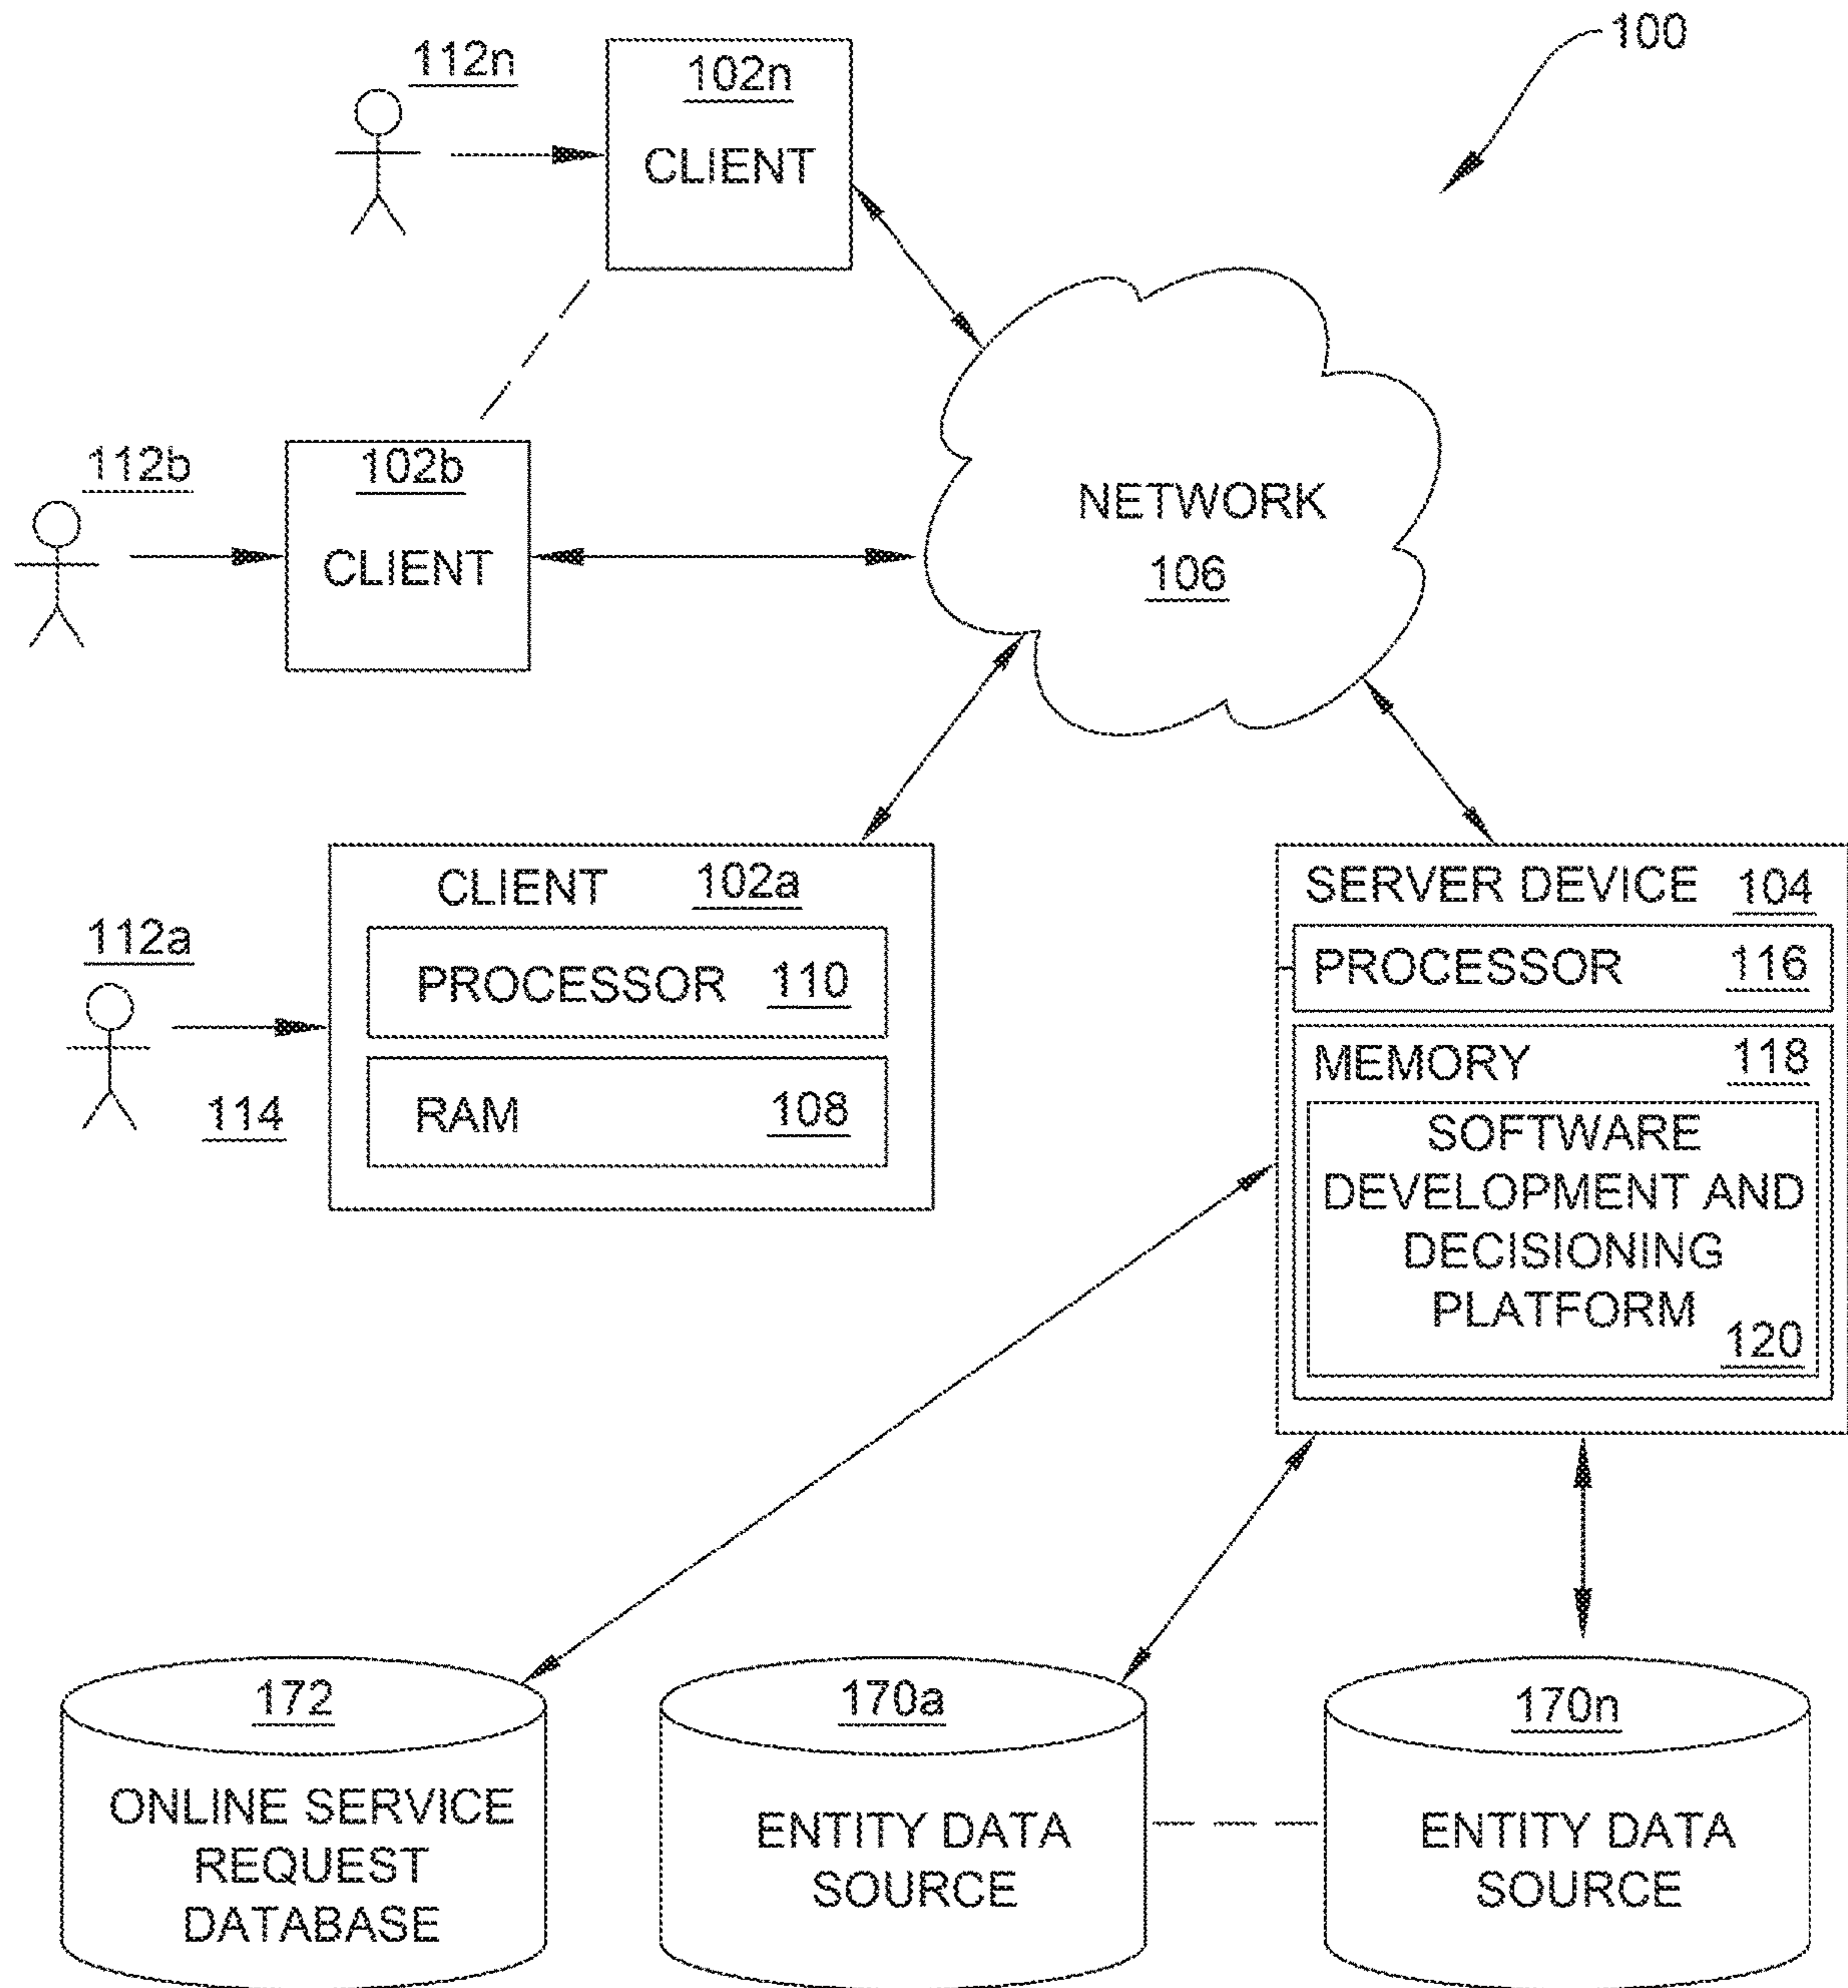 100
112n
102n
CLIENT
112b
102b
CLIENT
NETWORK
106
CLIENT 102a
PROCESSOR 110
RAM 108
112a
114
SERVER DEVICE 104
PROCESSOR 116
MEMORY 118
SOFTWARE
DEVELOPMENT AND
DECISIONING
PLATFORM
120
172
ONLINE SERVICE
REQUEST
DATABASE
170a
ENTITY DATA
SOURCE
170n
ENTITY DATA
SOURCE